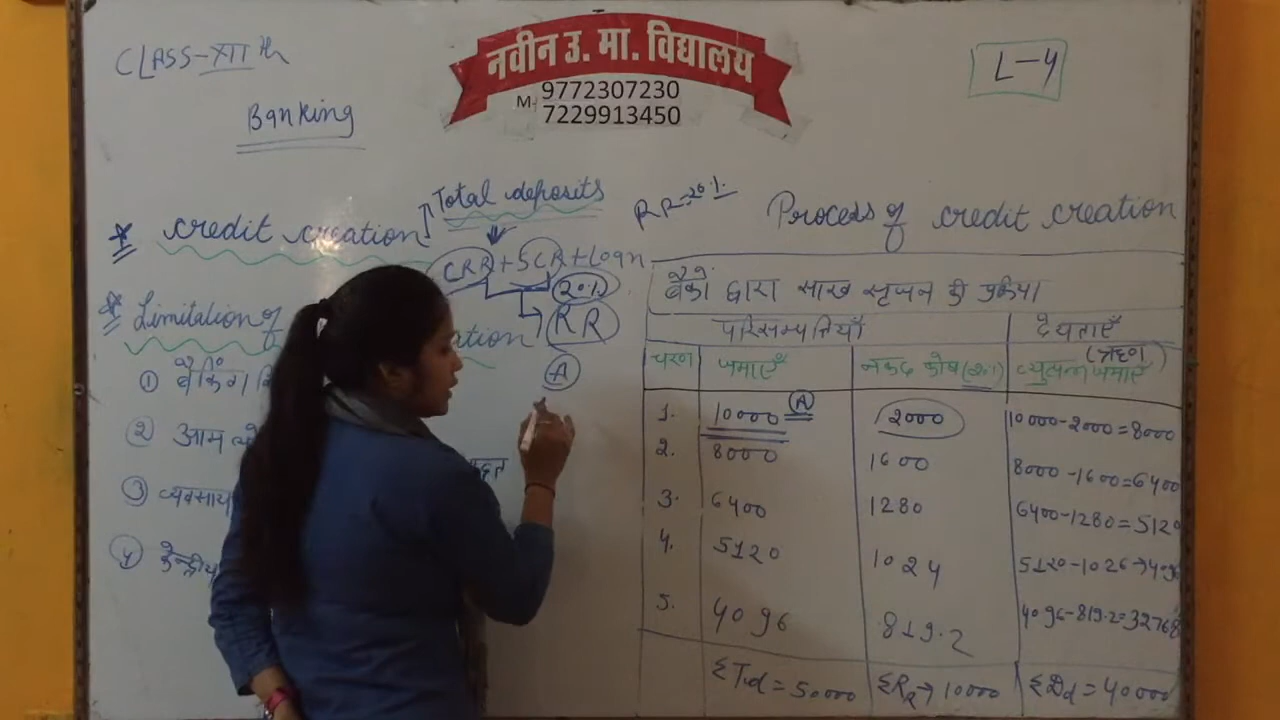 CLASS-XII th
Banking
नवीन उ. मा. विद्यालय
M- 9772307230
7229913450
L-4
* credit creation
Total deposits
CRR + SCR + Loan
20%
RR
A
* Limitation of
ation
① बैंकिंग
② आम
③ व्यवसाय
④ केन्द्रीय
RR = 20%
Process of credit creation
बैंकों द्वारा साख सृजन की प्रक्रिया
परिसम्पत्तियाँ देयताएँ
चरण जमाएँ नकद कोष (20%) व्युत्पन्न जमाएँ (ऋण)
1. 10000 A 2000 10000-2000=8000
2. 8000 1600 8000-1600=6400
3. 6400 1280 6400-1280=5120
4. 5120 1024 5120-1026→4096
5. 4096 819.2 4096-819.2=32768
ΣTd = 50000 ΣRr→10000 ΣDd=40000